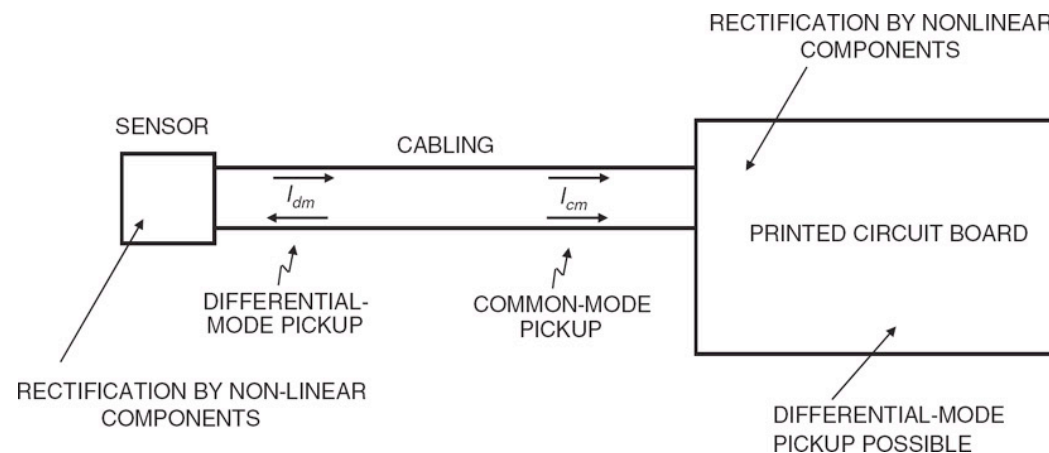 RECTIFICATION BY NONLINEAR
COMPONENTS
SENSOR
CABLING
Idm
Icm
PRINTED CIRCUIT BOARD
DIFFERENTIAL-
MODE PICKUP
COMMON-MODE
PICKUP
RECTIFICATION BY NON-LINEAR
COMPONENTS
DIFFERENTIAL-MODE
PICKUP POSSIBLE